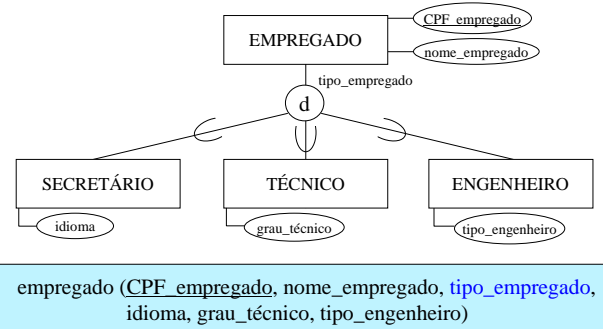 CPF_empregado
EMPREGADO
nome_empregado
tipo_empregado
d
SECRETÁRIO
TÉCNICO
ENGENHEIRO
idioma
grau_técnico
tipo_engenheiro
empregado (CPF_empregado, nome_empregado, tipo_empregado,
idioma, grau_técnico, tipo_engenheiro)